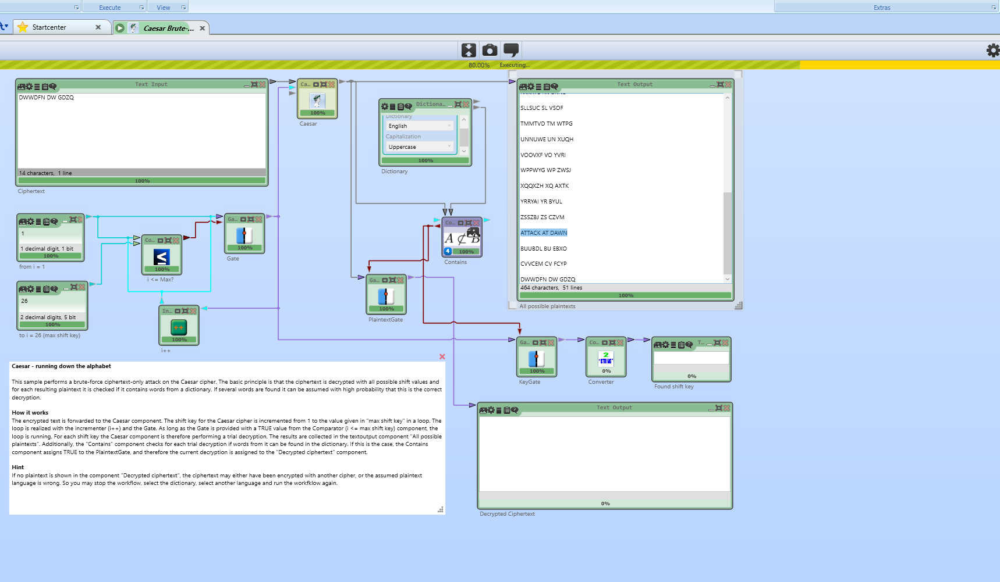 Execute
View
Extras
Startcenter
Caesar Brute-...
80.00%
Executing...
Text Input
DWWDFN DW GDZQ
14 characters, 1 line
100%
Ciphertext
Ca...
100%
Caesar
Dictiona...
Dictionary
English
Capitalization
Uppercase
100%
Dictionary
Text Output
SLLSUC SL VSOF
TMMTVD TM WTPG
UNNUWE UN XUQH
VOOVXF VO YVRI
WPPWYG WP ZWSJ
XQQXZH XQ AXTK
YRRYAI YR BYUL
ZSSZBJ ZS CZVM
ATTACK AT DAWN
BUUBDL BU EBXO
CVVCEM CV FCYP
DWWDFN DW GDZQ
464 characters, 51 lines
100%
All possible plaintexts
1
1 decimal digit, 1 bit
100%
from i = 1
Co...
≤
100%
i <= Max?
Ga...
100%
Gate
Co...
A ⊄ B
4
100%
Contains
26
2 decimal digits, 5 bit
100%
to i = 26 (max shift key)
In...
++
100%
i++
Ga...
100%
PlaintextGate
Ga...
100%
KeyGate
Co...
2
"STRING"
0%
Converter
T...
0%
Found shift key
Caesar - running down the alphabet
This sample performs a brute-force ciphertext-only attack on the Caesar cipher. The basic principle is that the ciphertext is decrypted with all possible shift values and
for each resulting plaintext it is checked if it contains words from a dictionary. If several words are found it can be assumed with high probability that this is the correct
decryption.
How it works
The encrypted text is forwarded to the Caesar component. The shift key for the Caesar cipher is incremented from 1 to the value given in "max shift key" in a loop. The
loop is realized with the incrementer (i++) and the Gate. As long as the Gate is provided with a TRUE value from the Comparator (i <= max shift key) component, the
loop is running. For each shift key the Caesar component is therefore performing a trial decryption. The results are collected in the textoutput component "All possible
plaintexts". Additionally, the "Contains" component checks for each trial decryption if words from it can be found in the dictionary. If this is the case, the Contains
component assigns TRUE to the PlaintextGate, and therefore the current decryption is assigned to the "Decrypted ciphertext" component.
Hint
If no plaintext is shown in the component "Decrypted ciphertext", the ciphertext may either have been encrypted with another cipher, or the assumed plaintext
language is wrong. So you may stop the workflow, select the dictionary, select another language and run the workfklow again.
Text Output
0%
Decrypted Ciphertext